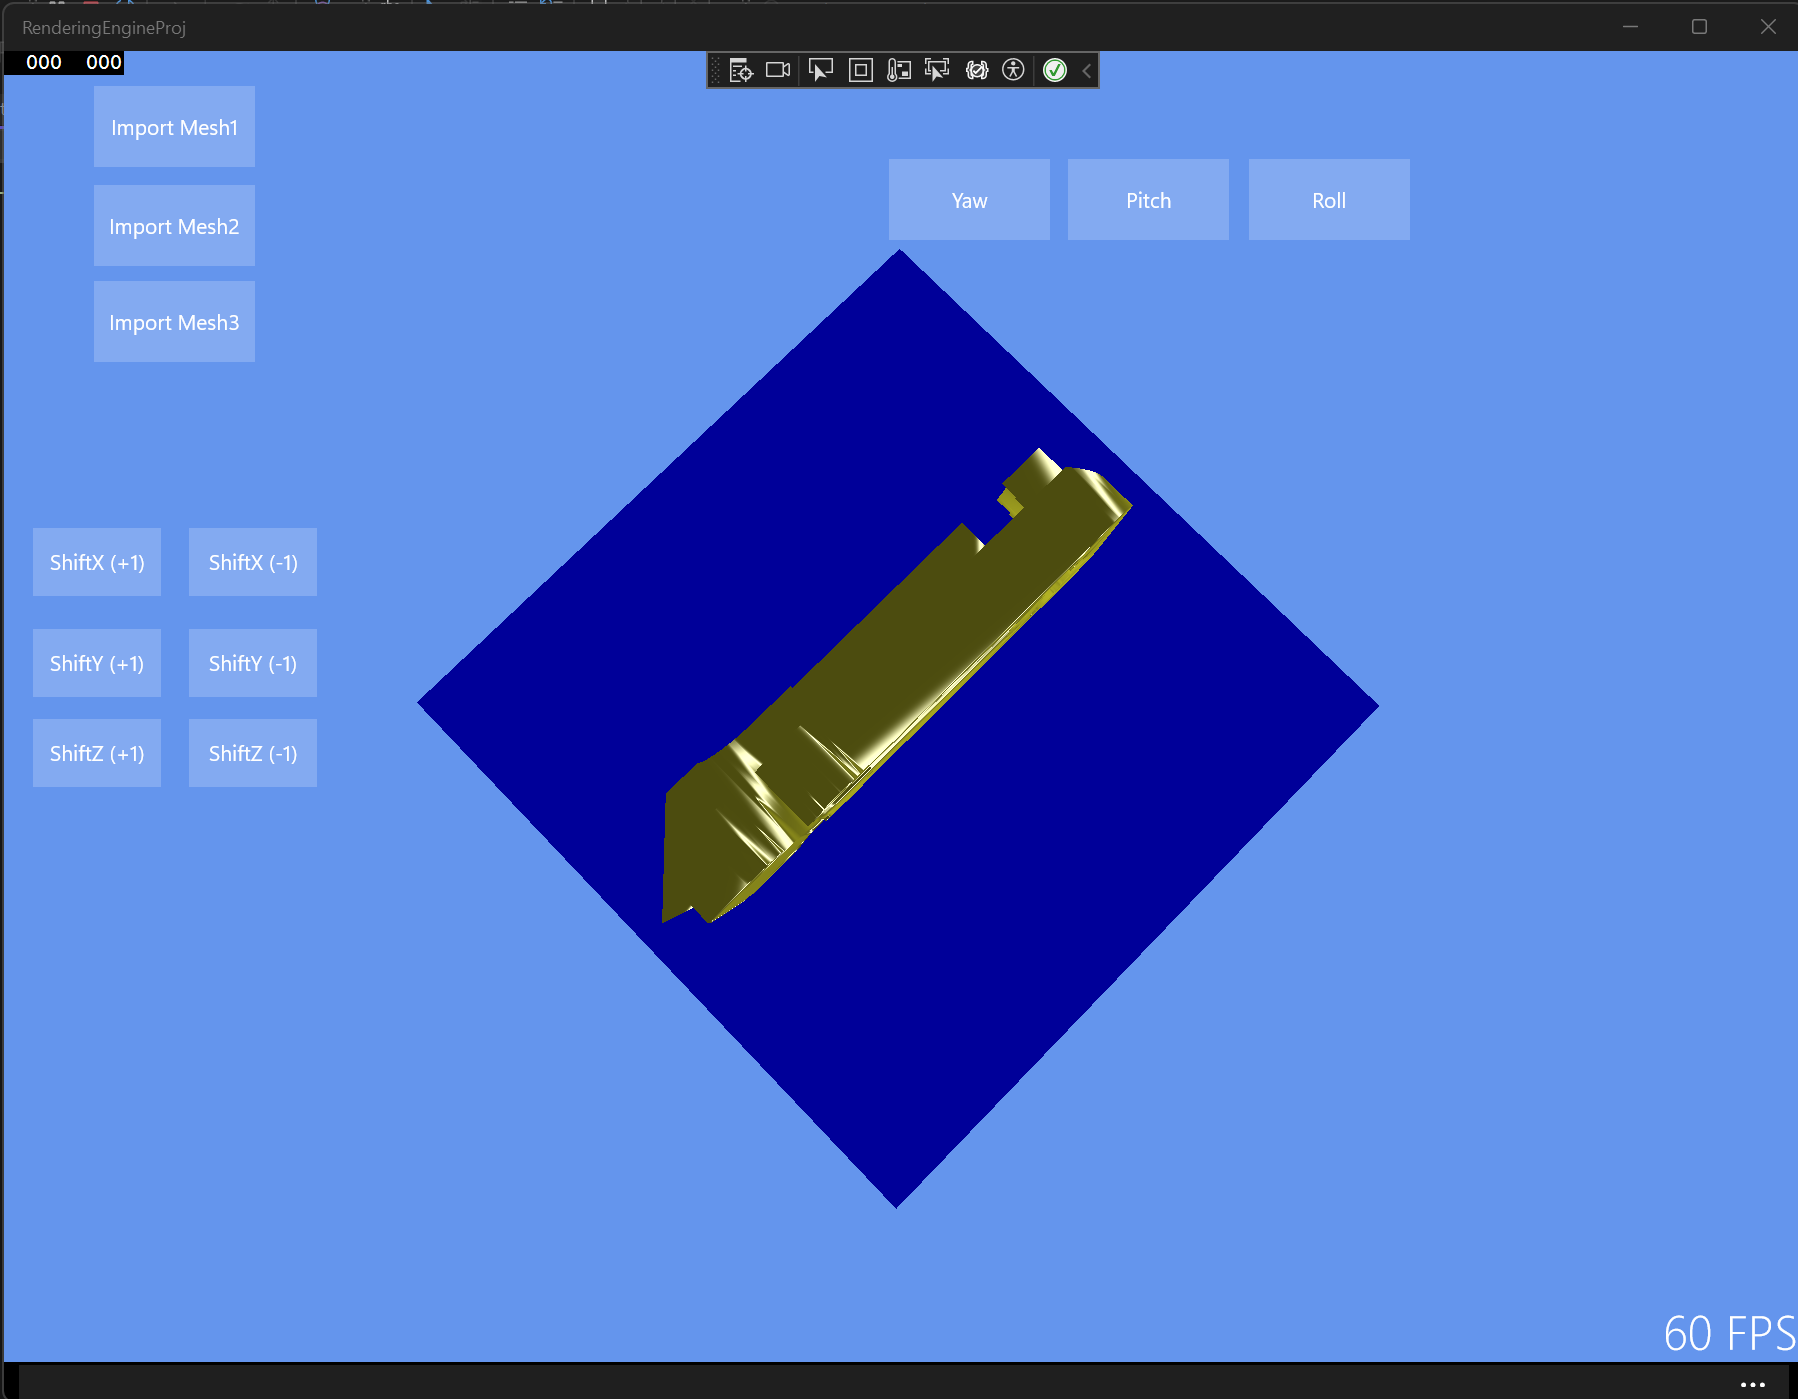 RenderingEngineProj
000 000
Import Mesh1
Import Mesh2
Import Mesh3
Yaw Pitch Roll
ShiftX (+1) ShiftX (-1)
ShiftY (+1) ShiftY (-1)
ShiftZ (+1) ShiftZ (-1)
60 FPS